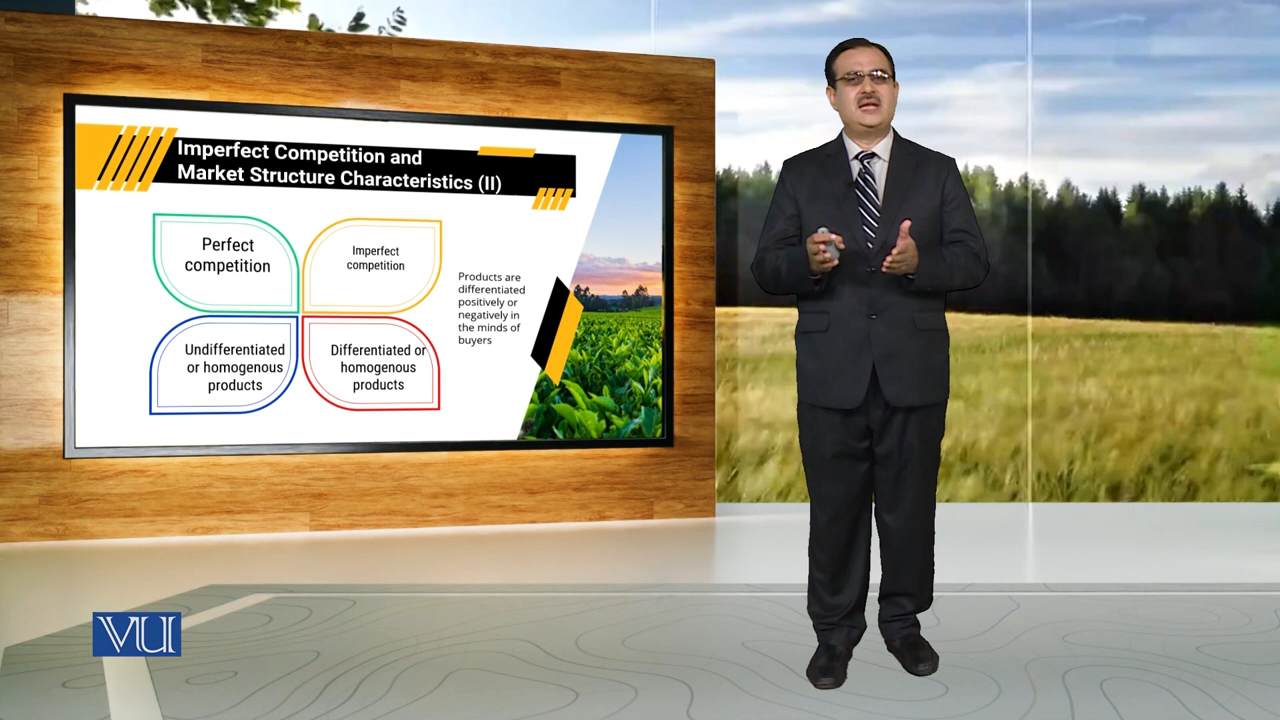 Imperfect Competition and
Market Structure Characteristics (II)
Perfect
competition
Imperfect
competition
Products are
differentiated
positively or
negatively in
the minds of
buyers
Undifferentiated
or homogenous
products
Differentiated or
homogenous
products
VU